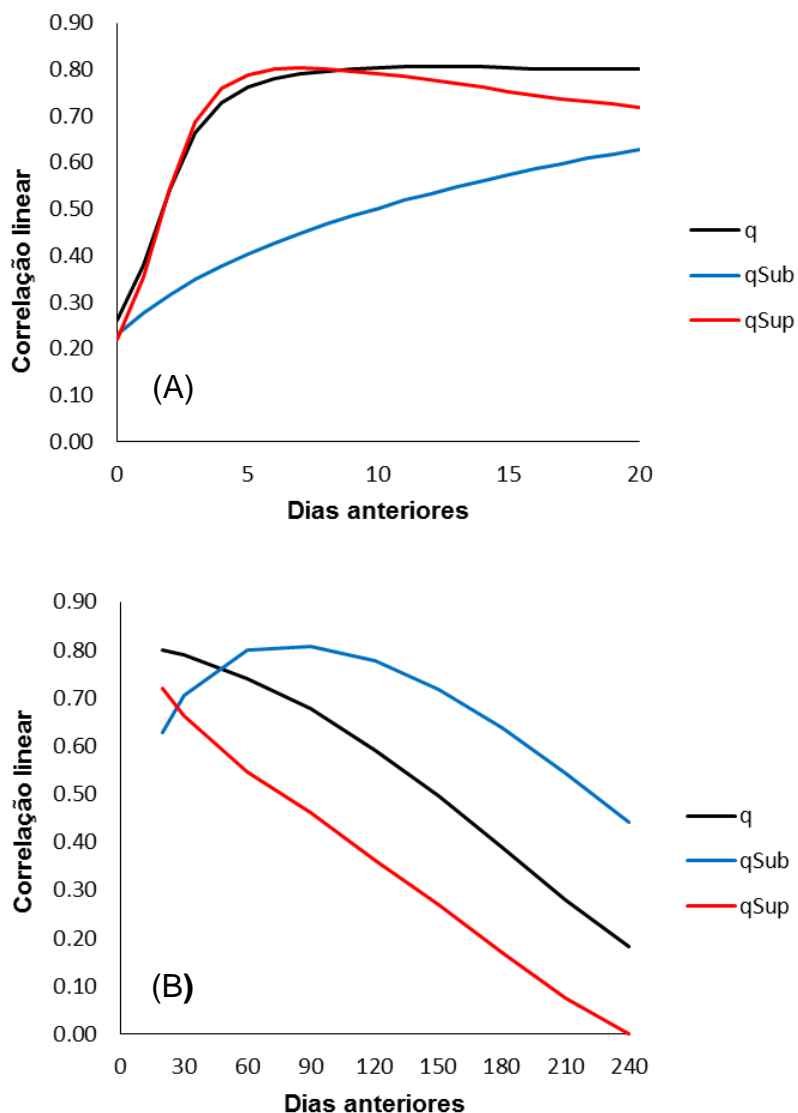 0.90
0.80
0.70
0.60
0.50
0.40
0.30
0.20
0.10
0.00
Correlação linear
(A)
0 5 10 15 20
Dias anteriores
q
qSub
qSup
0.90
0.80
0.70
0.60
0.50
0.40
0.30
0.20
0.10
0.00
Correlação linear
(B)
0 30 60 90 120 150 180 210 240
Dias anteriores
q
qSub
qSup